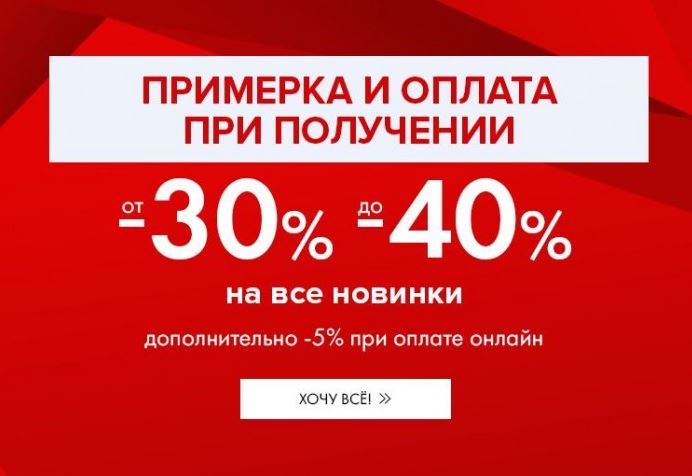 ПРИМЕРКА И ОПЛАТА
ПРИ ПОЛУЧЕНИИ
от -30% до -40%
на все новинки
дополнительно -5% при оплате онлайн
ХОЧУ ВСЁ! »